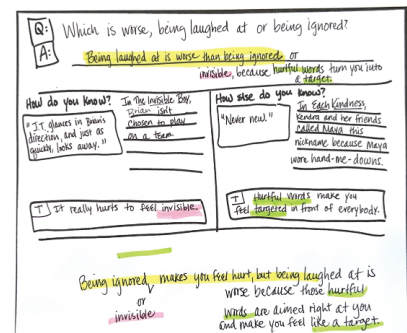 Q: Which is worse, being laughed at or being ignored?
A: Being laughed at is worse than being ignored or
invisible, because hurtful words turn you into
a target.
How do you know?
"J.T. glances in Brian's
direction, and just as
quickly, looks away."
In The Invisible Boy,
Brian isn't
chosen to play
on a team
T It really hurts to feel invisible.
How else do you know?
"Never new."
In Each Kindness,
Kendra and her friends
called Maya this
nickname because Maya
wore hand-me-downs.
T Hurtful words make you
feel targeted in front of everybody.
Being ignored makes you feel hurt, but being laughed at is
or
invisible
worse because those hurtful
words are aimed right at you
and make you feel like a target.